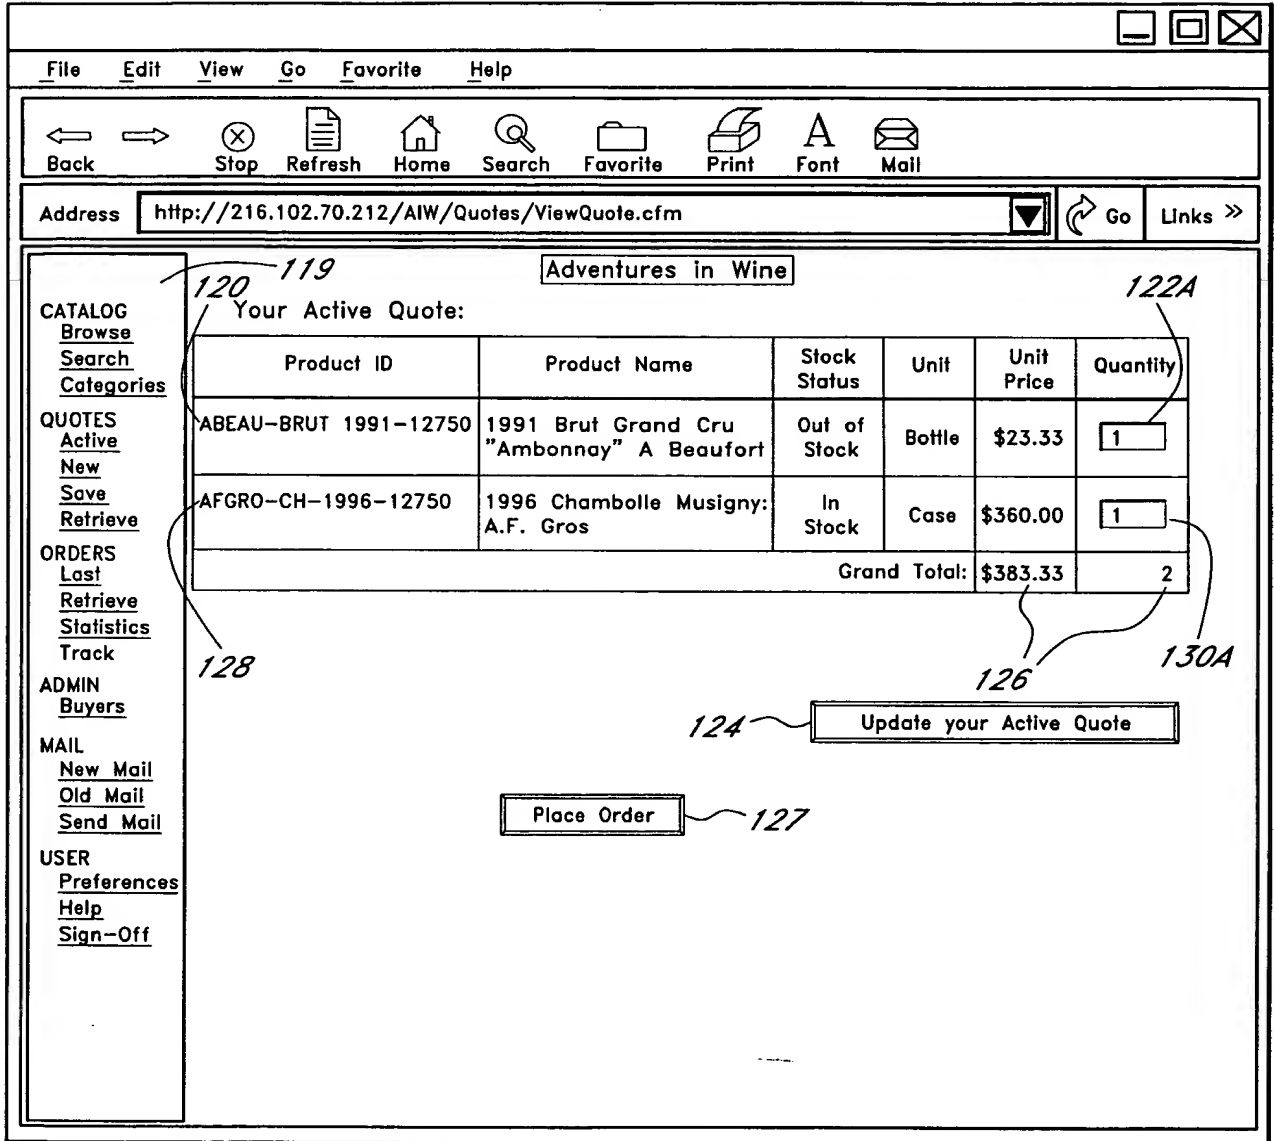 File Edit View Go Favorite Help
Back Stop Refresh Home Search Favorite Print Font Mail
Address http://216.102.70.212/AIW/Quotes/ViewQuote.cfm Go Links >>
119
Adventures in Wine
120
122A
Your Active Quote:
CATALOG
Browse
Search
Categories
QUOTES
Active
New
Save
Retrieve
ORDERS
Last
Retrieve
Statistics
Track
ADMIN
Buyers
MAIL
New Mail
Old Mail
Send Mail
USER
Preferences
Help
Sign-Off
Product ID Product Name Stock Status Unit Unit Price Quantity
ABEAU-BRUT 1991-12750 1991 Brut Grand Cru "Ambonnay" A Beaufort Out of Stock Bottle $23.33 1
AFGRO-CH-1996-12750 1996 Chambolle Musigny: A.F. Gros In Stock Case $360.00 1
Grand Total: $383.33 2
128
126
130A
124
Update your Active Quote
Place Order
127